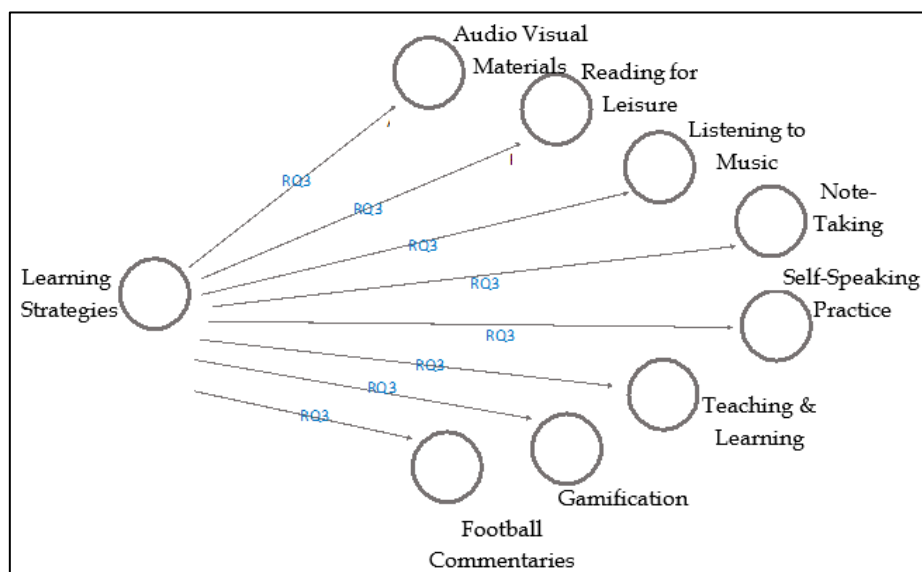 Audio Visual
Materials
Reading for
Leisure
Listening to
Music
Note-
Taking
Self-Speaking
Practice
Learning
Strategies
Teaching &
Learning
Gamification
Football
Commentaries
RQ3
RQ3
RQ3
RQ3
RQ3
RQ3
RQ3
RQ3